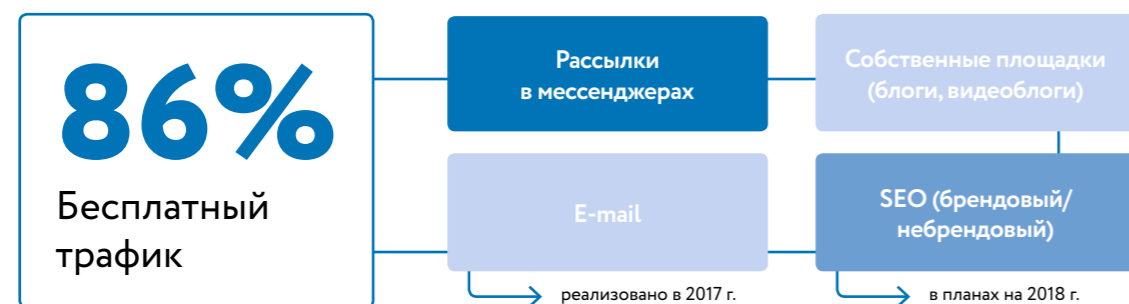 86%
Бесплатный
трафик
Рассылки
в мессенджерах
Собственные площадки
(блоги, видеоблоги)
E-mail
SEO (брендовый/
небрендовый)
реализовано в 2017 г.
в планах на 2018 г.